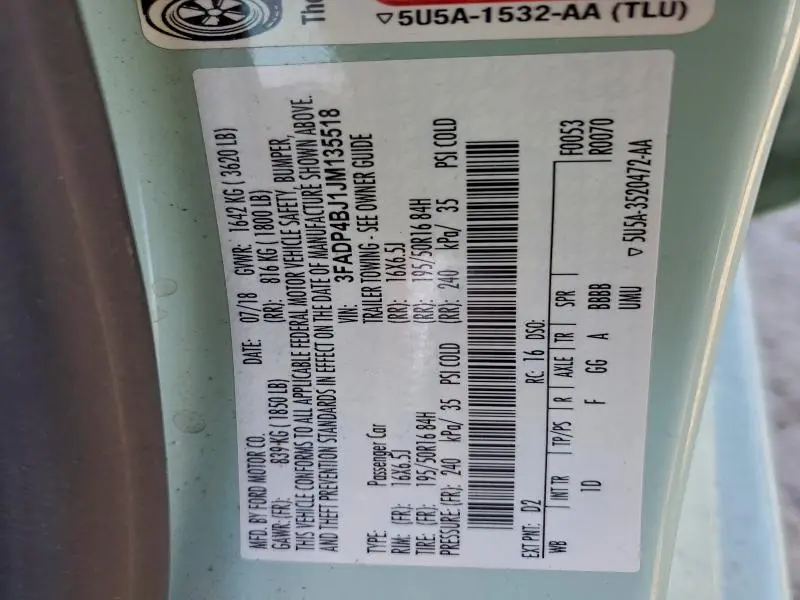 The
▽ 5U5A-1532-AA (TLU)
MFD. BY FORD MOTOR CO.
DATE: 07/18 GVWR: 1642 KG ( 3620 LB)
GAWR: (FR): 839 KG ( 1850 LB) (RR): 816 KG ( 1800 LB)
THIS VEHICLE CONFORMS TO ALL APPLICABLE FEDERAL MOTOR VEHICLE SAFETY, BUMPER,
AND THEFT PREVENTION STANDARDS IN EFFECT ON THE DATE OF MANUFACTURE SHOWN ABOVE.
VIN: 3FADP4BJ1JM135518
TYPE: Passenger Car TRAILER TOWING - SEE OWNER GUIDE
RIM: (FR): 16X6.5J (RR): 16X6.5J
TIRE: (FR): 195/50R16 84H (RR): 195/50R16 84H
PRESSURE: (FR): 240 kPa/ 35 PSI COLD (RR): 240 kPa/ 35 PSI COLD
EXT PNT: D2 RC: 16 DSO: F0053
WB INT TR TP/PS R AXLE TR SPR R0070
1D F GG A BBBB
UMU ▽ 5U5A-3520472-AA